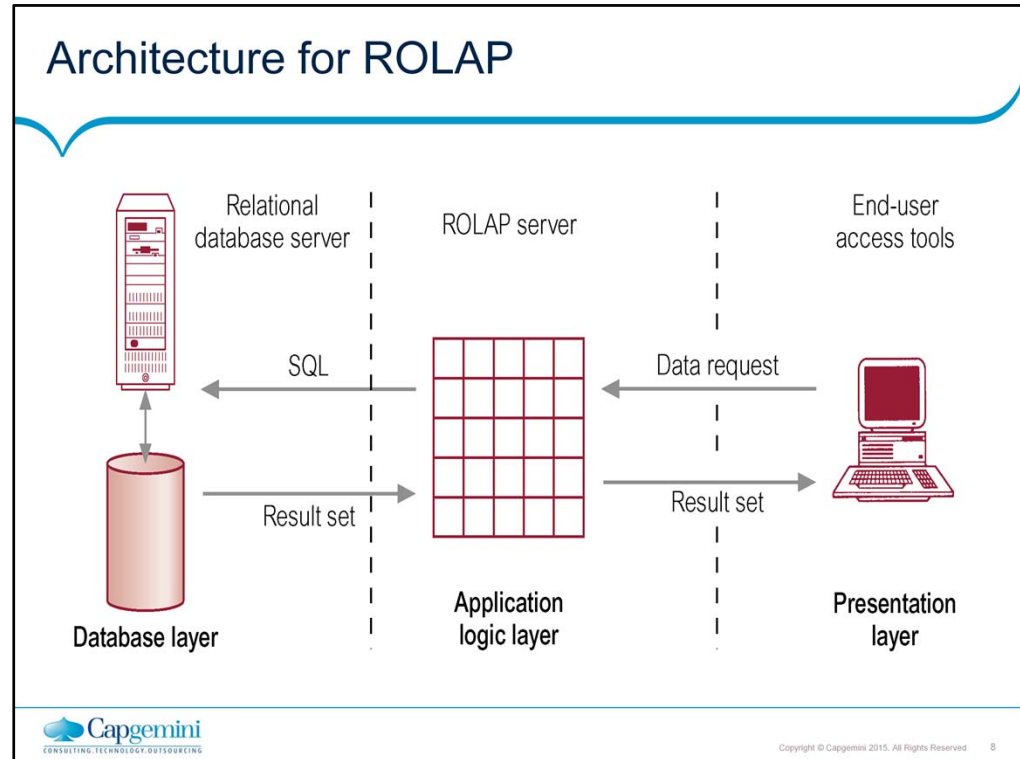 Architecture for ROLAP
Relational
database server
ROLAP server
End-user
access tools
SQL
Data request
Result set
Result set
Database layer
Application
logic layer
Presentation
layer
Capgemini
CONSULTING.TECHNOLOGY.OUTSOURCING
Copyright © Capgemini 2015. All Rights Reserved 8